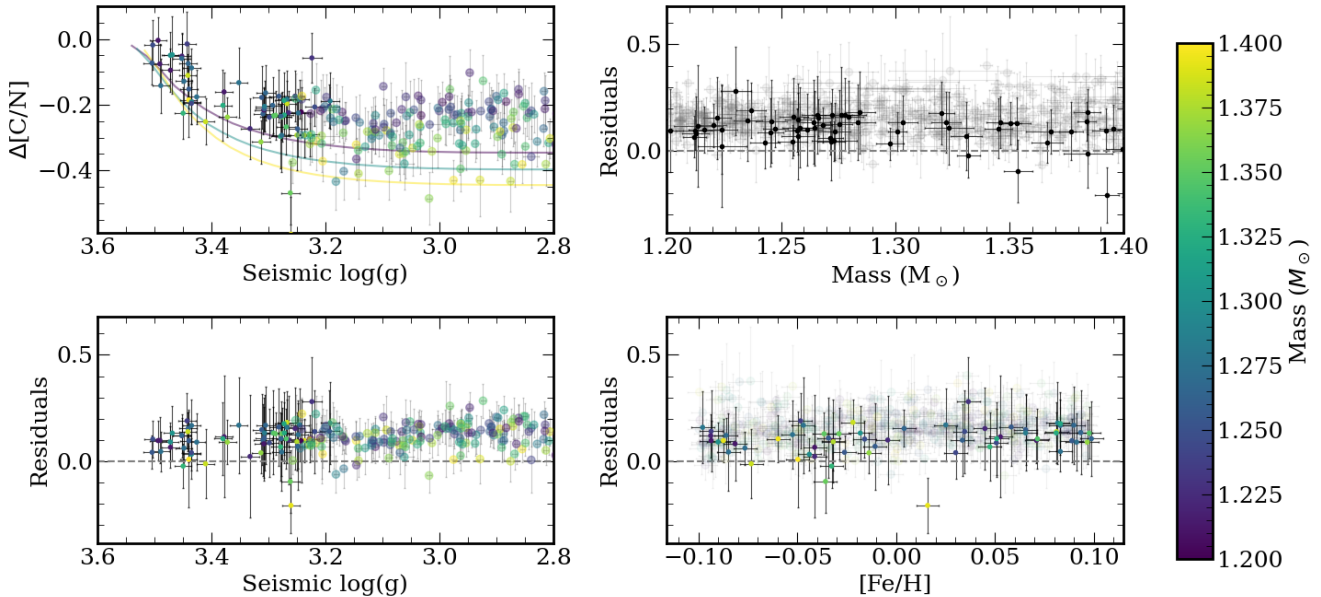 0.0
−0.2
−0.4
Δ[C/N]
3.6 3.4 3.2 3.0 2.8
Seismic log(g)
0.5
0.0
Residuals
1.20 1.25 1.30 1.35 1.40
Mass (M⊙)
0.5
0.0
Residuals
3.6 3.4 3.2 3.0 2.8
Seismic log(g)
0.5
0.0
Residuals
−0.10 −0.05 0.00 0.05 0.10
[Fe/H]
1.400
1.375
1.350
1.325
1.300
1.275
1.250
1.225
1.200
Mass (M⊙)